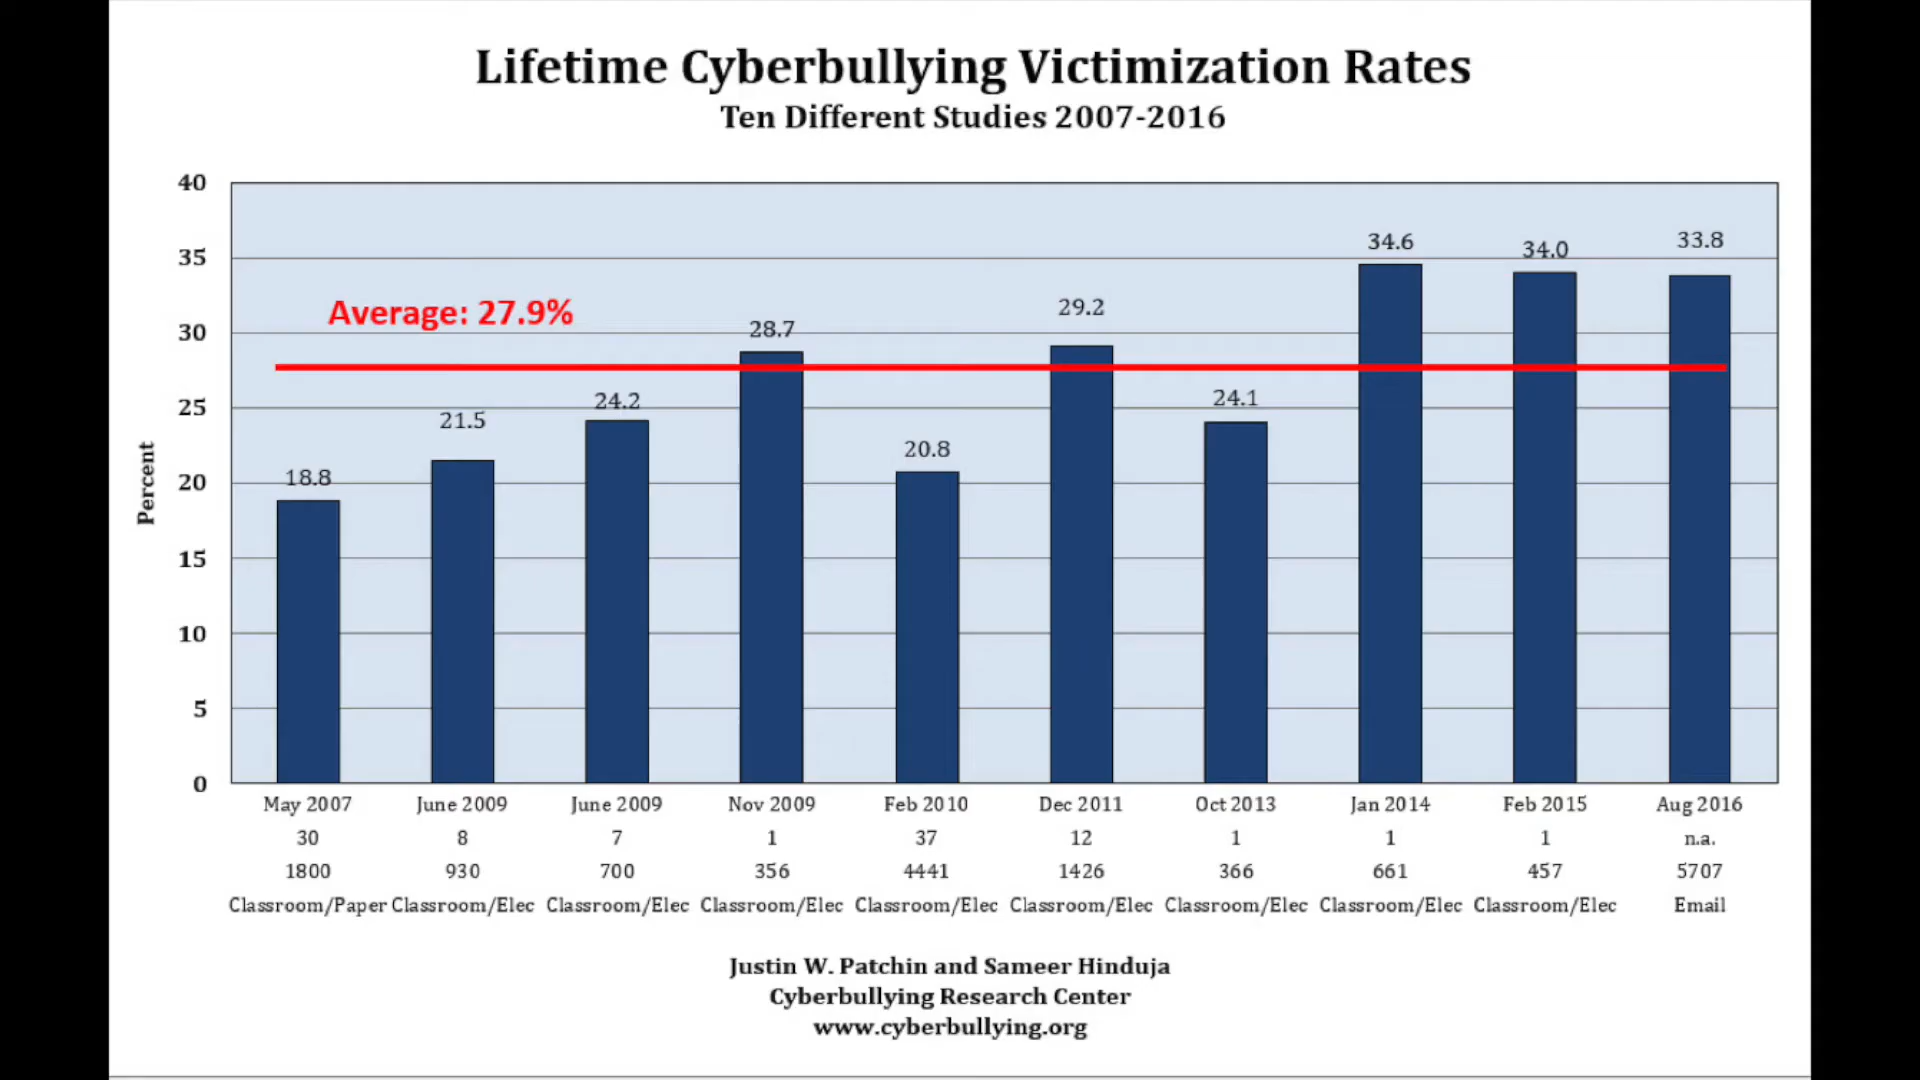 Lifetime Cyberbullying Victimization Rates
Ten Different Studies 2007-2016
40
35
30
25
20
15
10
5
0
Percent
Average: 27.9%
18.8
21.5
24.2
28.7
20.8
29.2
24.1
34.6
34.0
33.8
May 2007 June 2009 June 2009 Nov 2009 Feb 2010 Dec 2011 Oct 2013 Jan 2014 Feb 2015 Aug 2016
30 8 7 1 37 12 1 1 1 n.a.
1800 930 700 356 4441 1426 366 661 457 5707
Classroom/Paper Classroom/Elec Classroom/Elec Classroom/Elec Classroom/Elec Classroom/Elec Classroom/Elec Classroom/Elec Classroom/Elec Email
Justin W. Patchin and Sameer Hinduja
Cyberbullying Research Center
www.cyberbullying.org